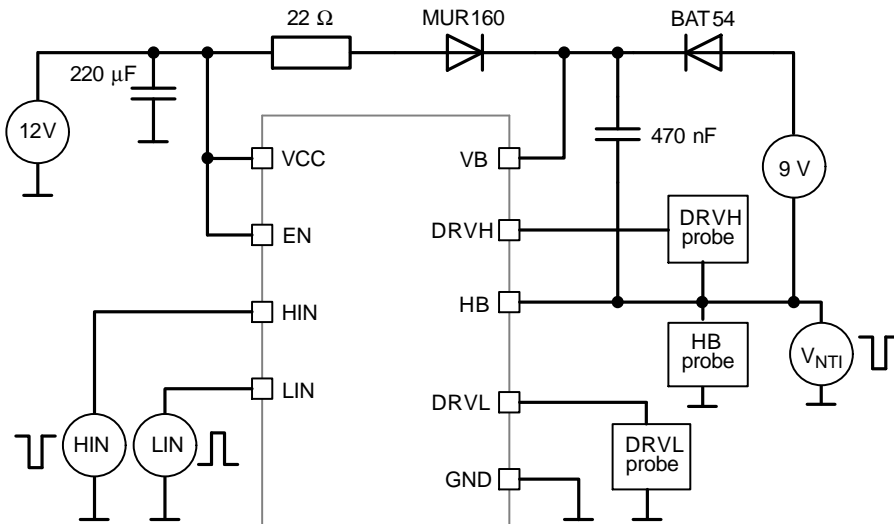 22 Ω
MUR160
BAT54
220 μF
12V
470 nF
9 V
VCC
VB
DRVH
DRVH
probe
EN
HIN
HB
HB
probe
VNTI
LIN
DRVL
HIN
LIN
DRVL
probe
GND